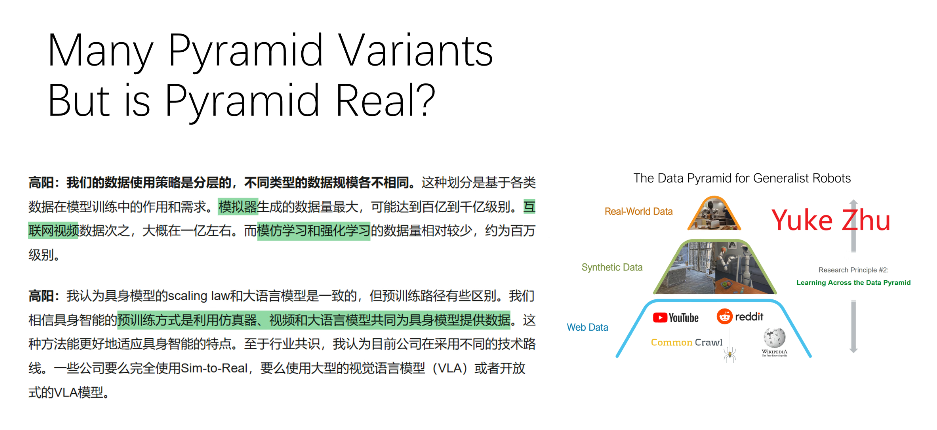 Many Pyramid Variants
But is Pyramid Real?
高阳：我们的数据使用策略是分层的，不同类型的数据规模各不相同。这种划分是基于各类
数据在模型训练中的作用和需求。模拟器生成的数据量最大，可能达到百亿到千亿级别。互
联网视频数据次之，大概在一亿左右。而模仿学习和强化学习的数据量相对较少，约为百万
级别。
高阳：我认为具身模型的scaling law和大语言模型是一致的，但预训练路径有些区别。我们
相信具身智能的预训练方式是利用仿真器、视频和大语言模型共同为具身模型提供数据。这
种方法能更好地适应具身智能的特点。至于行业共识，我认为目前公司在采用不同的技术路
线。一些公司要么完全使用Sim-to-Real，要么使用大型的视觉语言模型（VLA）或者开放
式的VLA模型。
The Data Pyramid for Generalist Robots
Real-World Data
Yuke Zhu
Synthetic Data
Research Principle #2:
Learning Across the Data Pyramid
Web Data
YouTube
reddit
Common Crawl
WIKIPEDIA